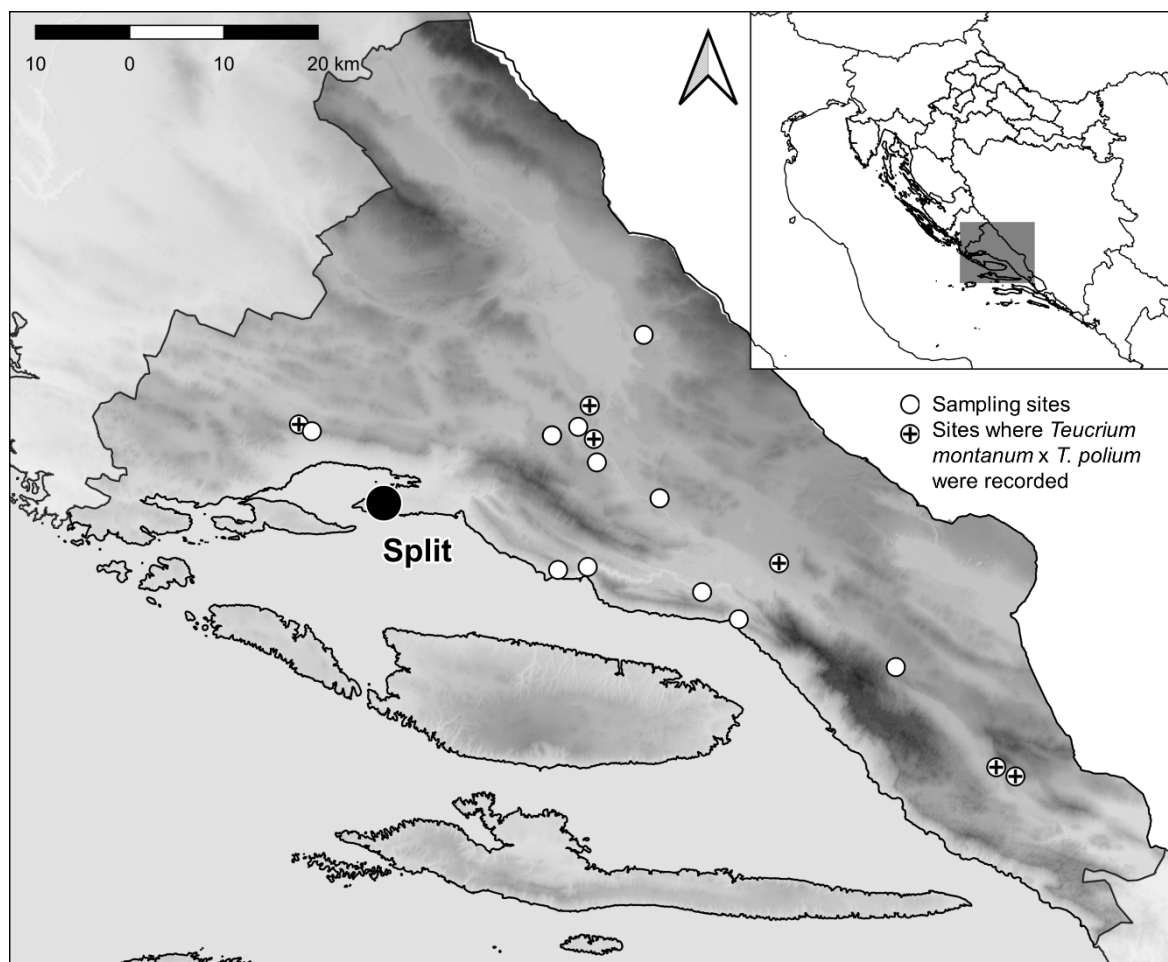 10 0 10 20 km
Sampling sites
Sites where Teucrium
montanum x T. polium
were recorded
Split